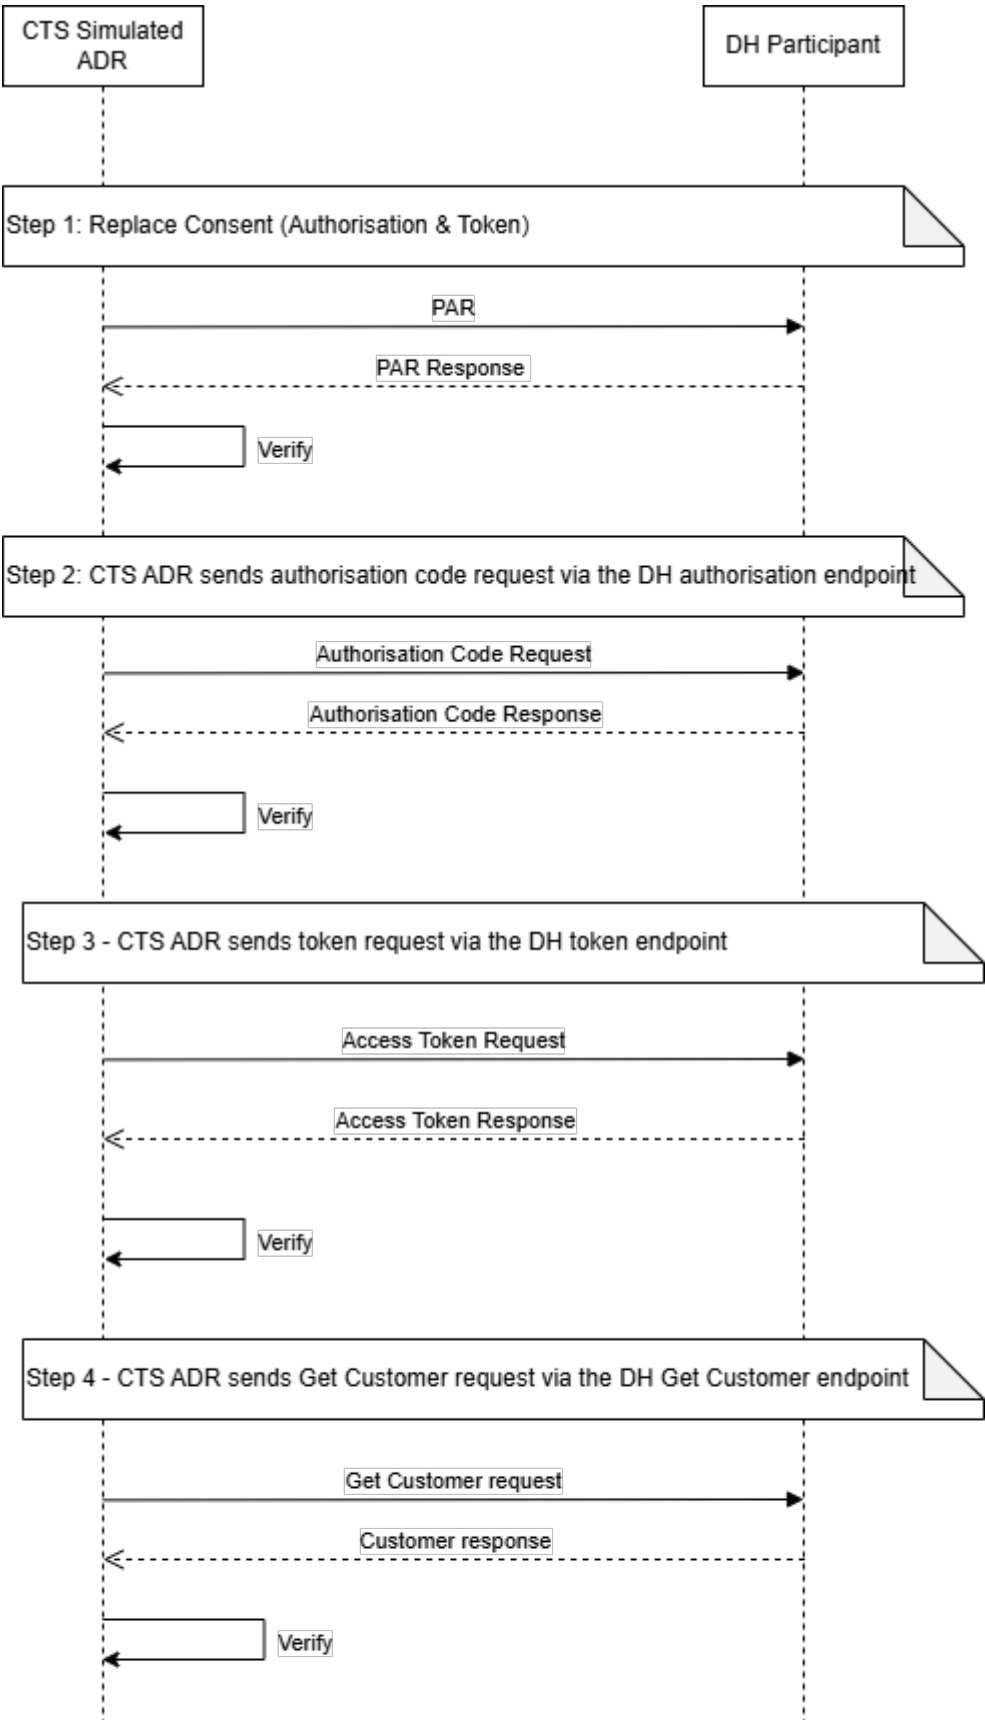 CTS Simulated
ADR
DH Participant
Step 1: Replace Consent (Authorisation & Token)
PAR
PAR Response
Verify
Step 2: CTS ADR sends authorisation code request via the DH authorisation endpoint
Authorisation Code Request
Authorisation Code Response
Verify
Step 3 - CTS ADR sends token request via the DH token endpoint
Access Token Request
Access Token Response
Verify
Step 4 - CTS ADR sends Get Customer request via the DH Get Customer endpoint
Get Customer request
Customer response
Verify